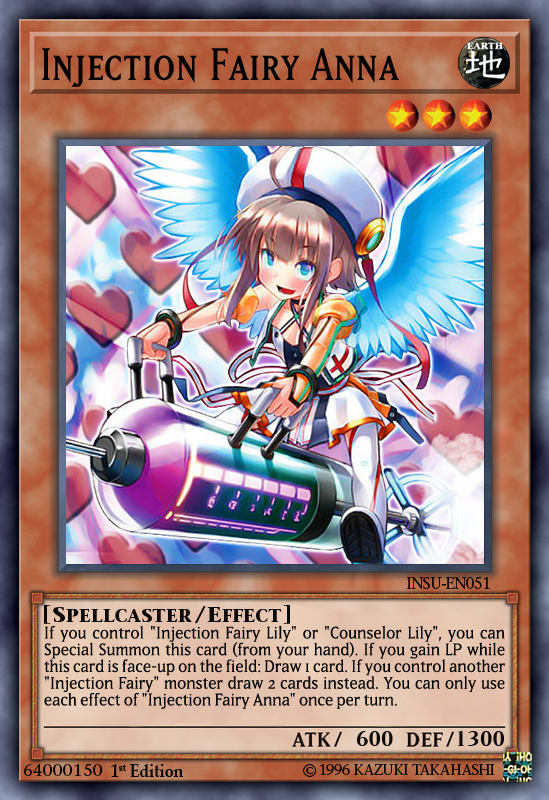 Injection Fairy Anna
EARTH
地
INSU-EN051
[Spellcaster/Effect]
If you control "Injection Fairy Lily" or "Counselor Lily", you can
Special Summon this card (from your hand). If you gain LP while
this card is face-up on the field: Draw 1 card. If you control another
"Injection Fairy" monster draw 2 cards instead. You can only use
each effect of "Injection Fairy Anna" once per turn.
ATK/ 600 DEF/1300
64000150 1st Edition © 1996 KAZUKI TAKAHASHI